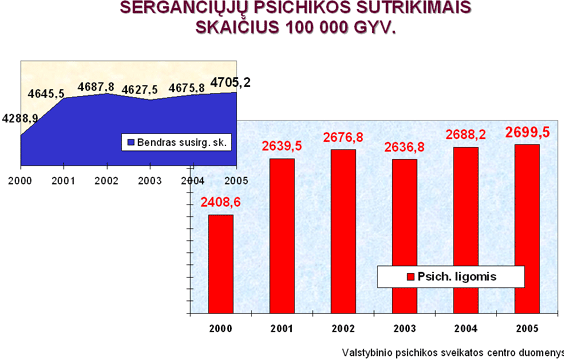 SERGANČIŲJŲ PSICHIKOS SUTRIKIMAIS
SKAIČIUS 100 000 GYV.
4288,9 4645,5 4687,8 4627,5 4675,8 4705,2
Bendras susirg. sk.
2000 2001 2002 2003 2004 2005
2408,6 2639,5 2676,8 2636,8 2688,2 2699,5
Psich. ligomis
2000 2001 2002 2003 2004 2005
Valstybinio psichikos sveikatos centro duomenys